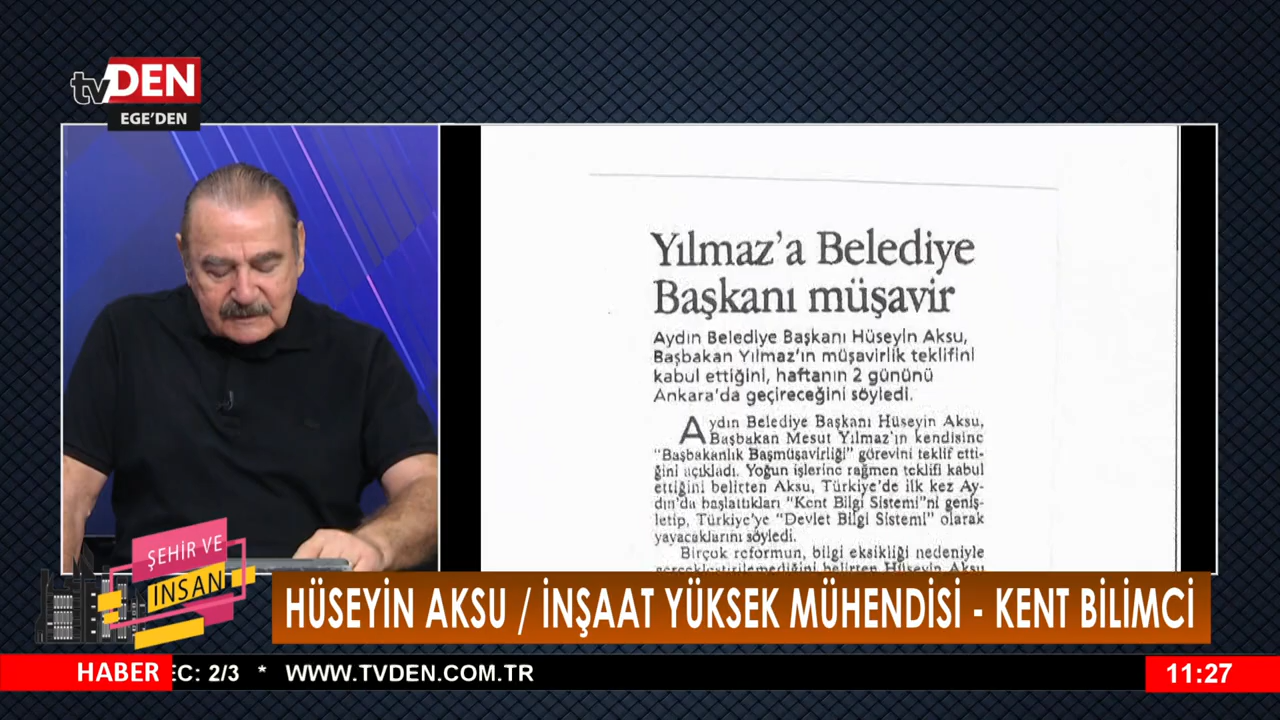 tvDEN
EGE'DEN
Yılmaz'a Belediye
Başkanı müşavir
Aydın Belediye Başkanı Hüseyin Aksu,
Başbakan Yılmaz'ın müşavirlik teklifini
kabul ettiğini, haftanın 2 gününü
Ankara'da geçireceğini söyledi.
Aydın Belediye Başkanı Hüseyin Aksu,
Başbakan Mesut Yılmaz'ın kendisine
"Başbakanlık Başmüşavirliği" görevini teklif etti-
ğini açıkladı. Yoğun işlerine rağmen teklifi kabul
ettiğini belirten Aksu, Türkiye'de ilk kez Ay-
dın'da başlattıkları "Kent Bilgi Sistemi"ni geniş-
letip, Türkiye'ye "Devlet Bilgi Sistemi" olarak
yayacaklarını söyledi.
Birçok reformun, bilgi eksikliği nedeniyle
gerçekleştirilemediğini belirten Hüseyin Aksu
ŞEHİR VE
İNSAN
HÜSEYİN AKSU / İNŞAAT YÜKSEK MÜHENDİSİ - KENT BİLİMCİ
HABER
EC: 2/3 * WWW.TVDEN.COM.TR
11:27